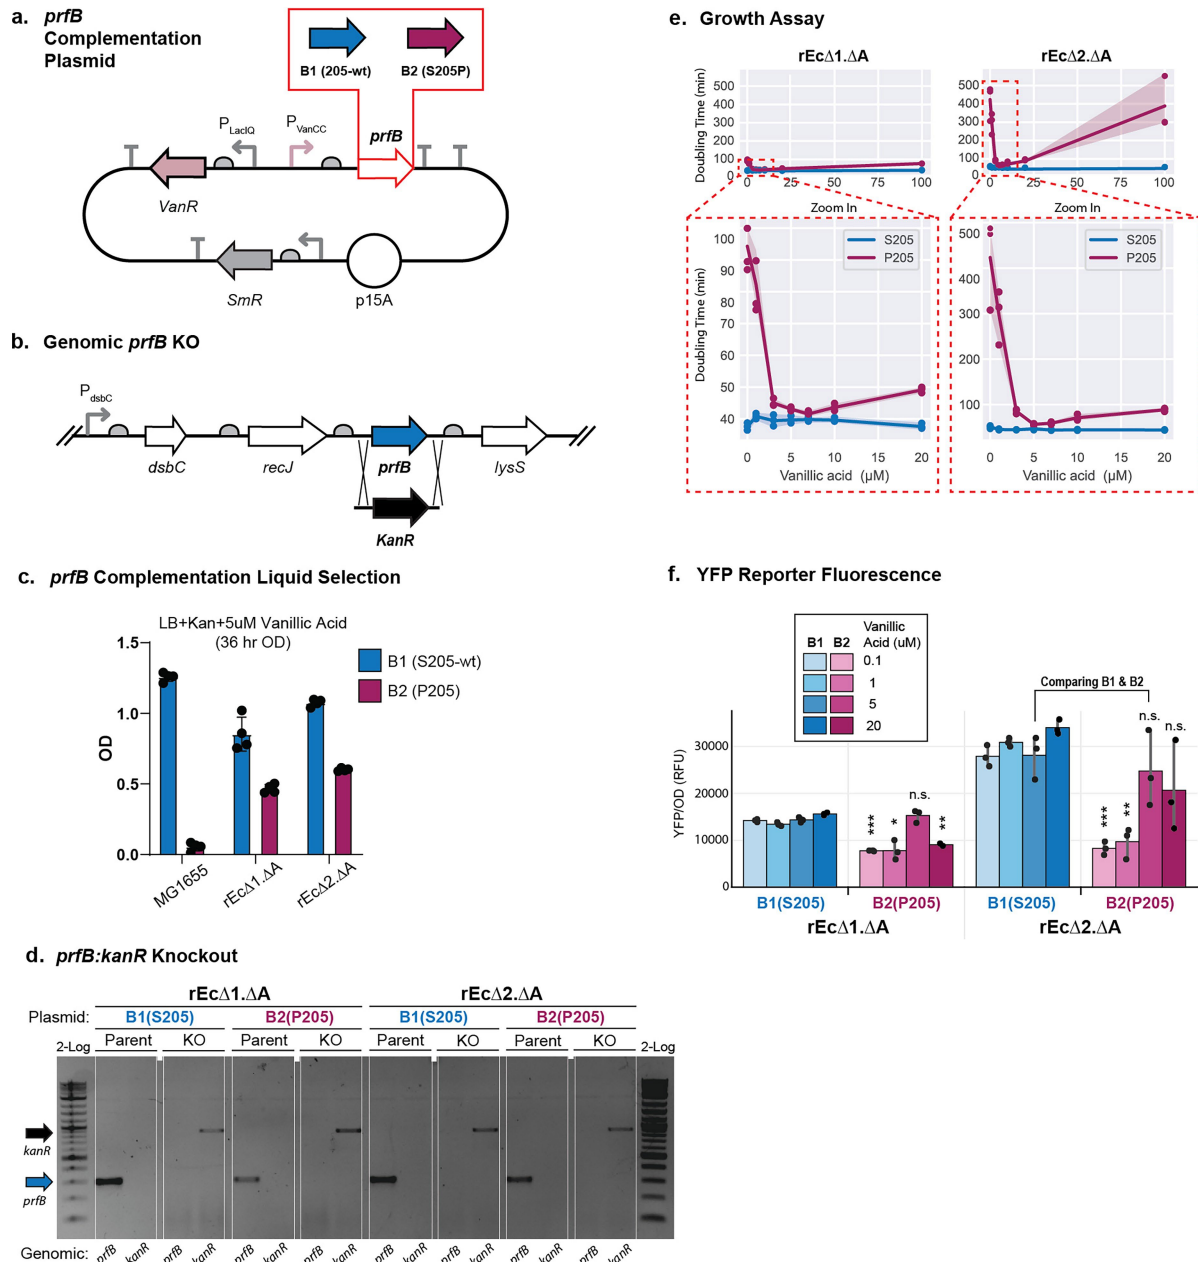 a. prfB
Complementation
Plasmid
B1 (205-wt) B2 (S205P)
PLacIQ PVanCC prfB
VanR
SmR p15A
b. Genomic prfB KO
PdsbC
dsbC recJ prfB lysS
KanR
c. prfB Complementation Liquid Selection
LB+Kan+5uM Vanillic Acid
(36 hr OD)
1.5
1.0
0.5
0.0
OD
B1 (S205-wt)
B2 (P205)
MG1655 rEcΔ1.ΔA rEcΔ2.ΔA
d. prfB:kanR Knockout
rEcΔ1.ΔA rEcΔ2.ΔA
Plasmid: B1(S205) B2(P205) B1(S205) B2(P205)
2-Log Parent KO Parent KO Parent KO Parent KO 2-Log
kanR
prfB
Genomic: prfB kanR prfB kanR prfB kanR prfB kanR prfB kanR prfB kanR prfB kanR prfB kanR
e. Growth Assay
rEcΔ1.ΔA rEcΔ2.ΔA
Doubling Time (min)
500
400
300
200
100
0
0 25 50 75 100
500
400
300
200
100
0
0 25 50 75 100
Zoom In Zoom In
Doubling Time (min)
100
90
80
70
60
50
40
S205
P205
0 5 10 15 20
Vanillic acid (µM)
500
400
300
200
100
S205
P205
0 5 10 15 20
Vanillic acid (µM)
f. YFP Reporter Fluorescence
B1 B2 Vanillic
Acid (uM)
0.1
1
5
20
Comparing B1 & B2
YFP/OD (RFU)
30000
20000
10000
0
*** * n.s. **
*** ** n.s. n.s.
B1(S205) B2(P205) B1(S205) B2(P205)
rEcΔ1.ΔA rEcΔ2.ΔA